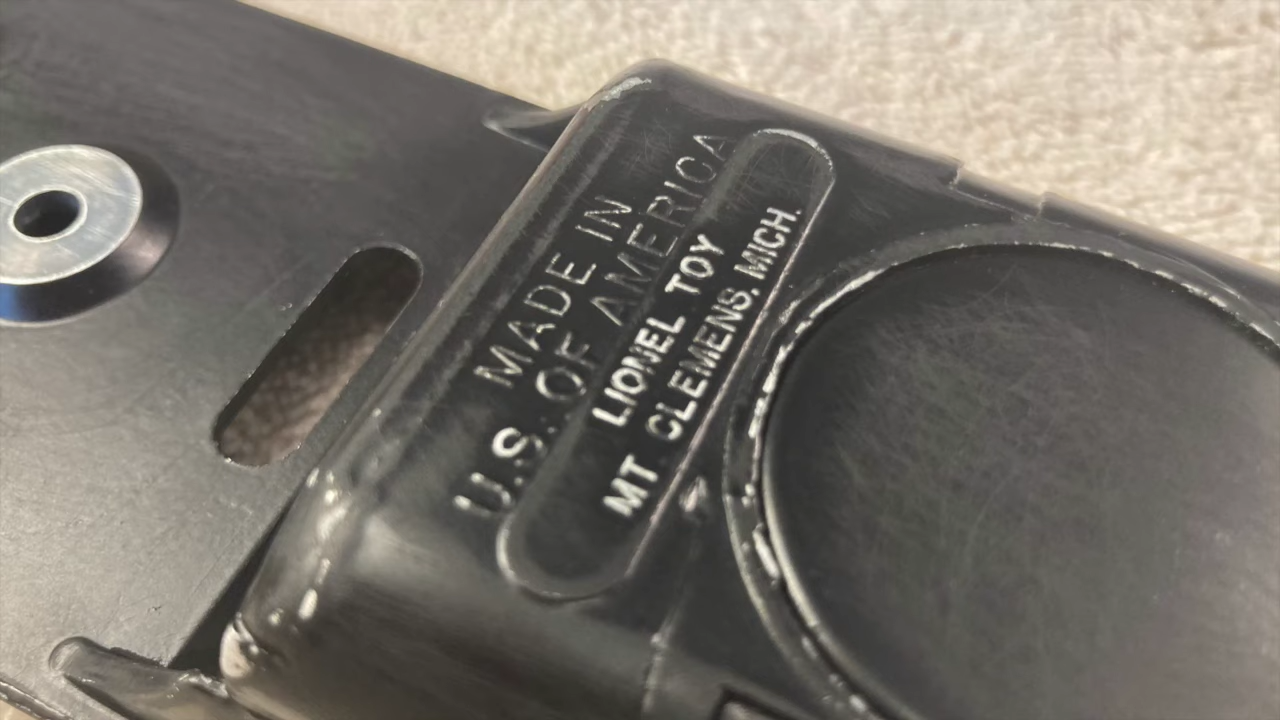 MADE IN
U.S. OF AMERICA
LIONEL TOY
MT CLEMENS, MICH.